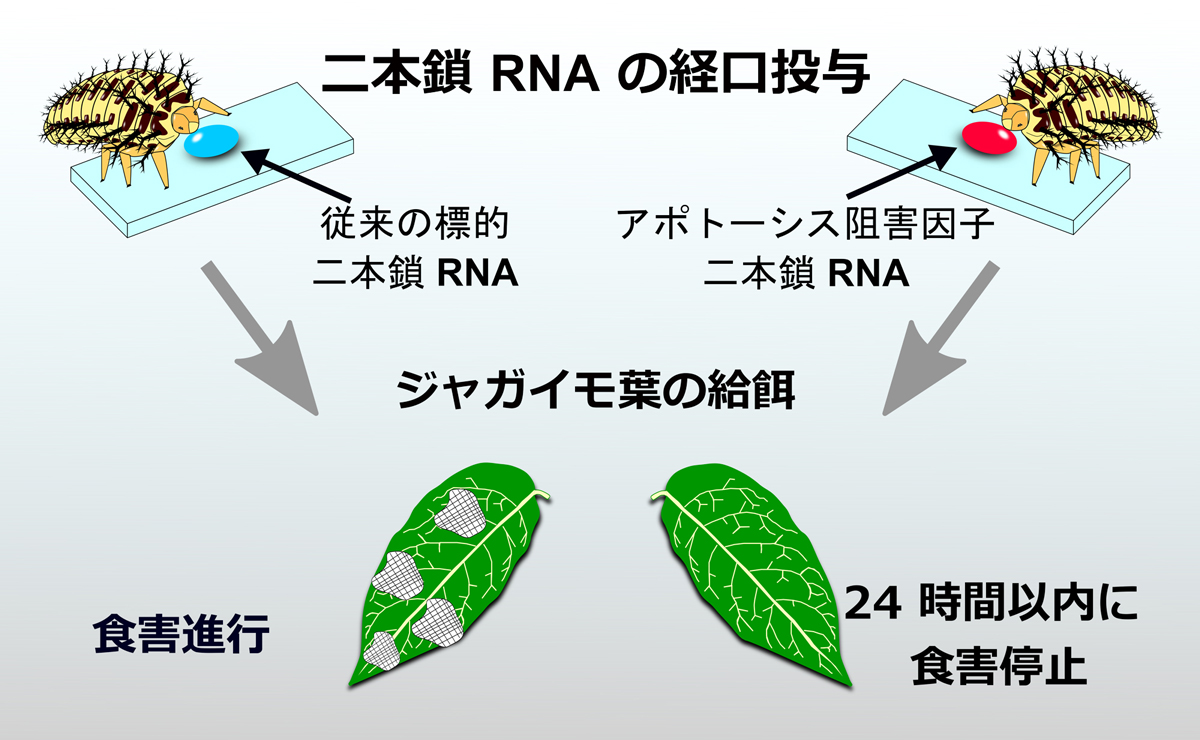 二本鎖 RNA の経口投与
従来の標的
二本鎖 RNA
アポトーシス阻害因子
二本鎖 RNA
ジャガイモ葉の給餌
食害進行
24 時間以内に
食害停止